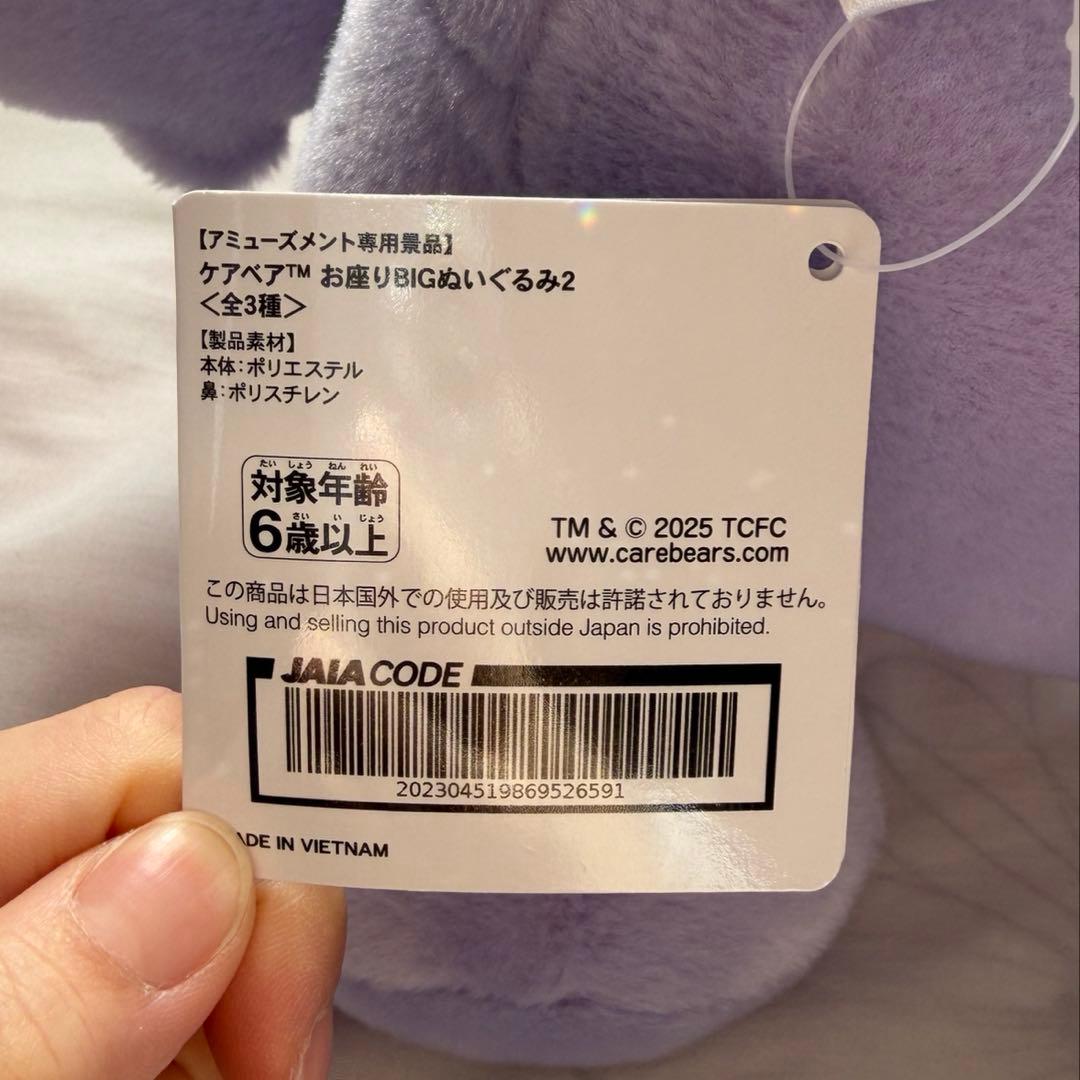 【アミューズメント専用景品】
ケアベア™ お座りBIGぬいぐるみ2
＜全3種＞
【製品素材】
本体：ポリエステル
鼻：ポリスチレン
たい しょう ねん れい
対象年齢
さい い じょう
6歳以上
TM & © 2025 TCFC
www.carebears.com
この商品は日本国外での使用及び販売は許諾されておりません。
Using and selling this product outside Japan is prohibited.
JAIA CODE
202304519869526591
ADE IN VIETNAM